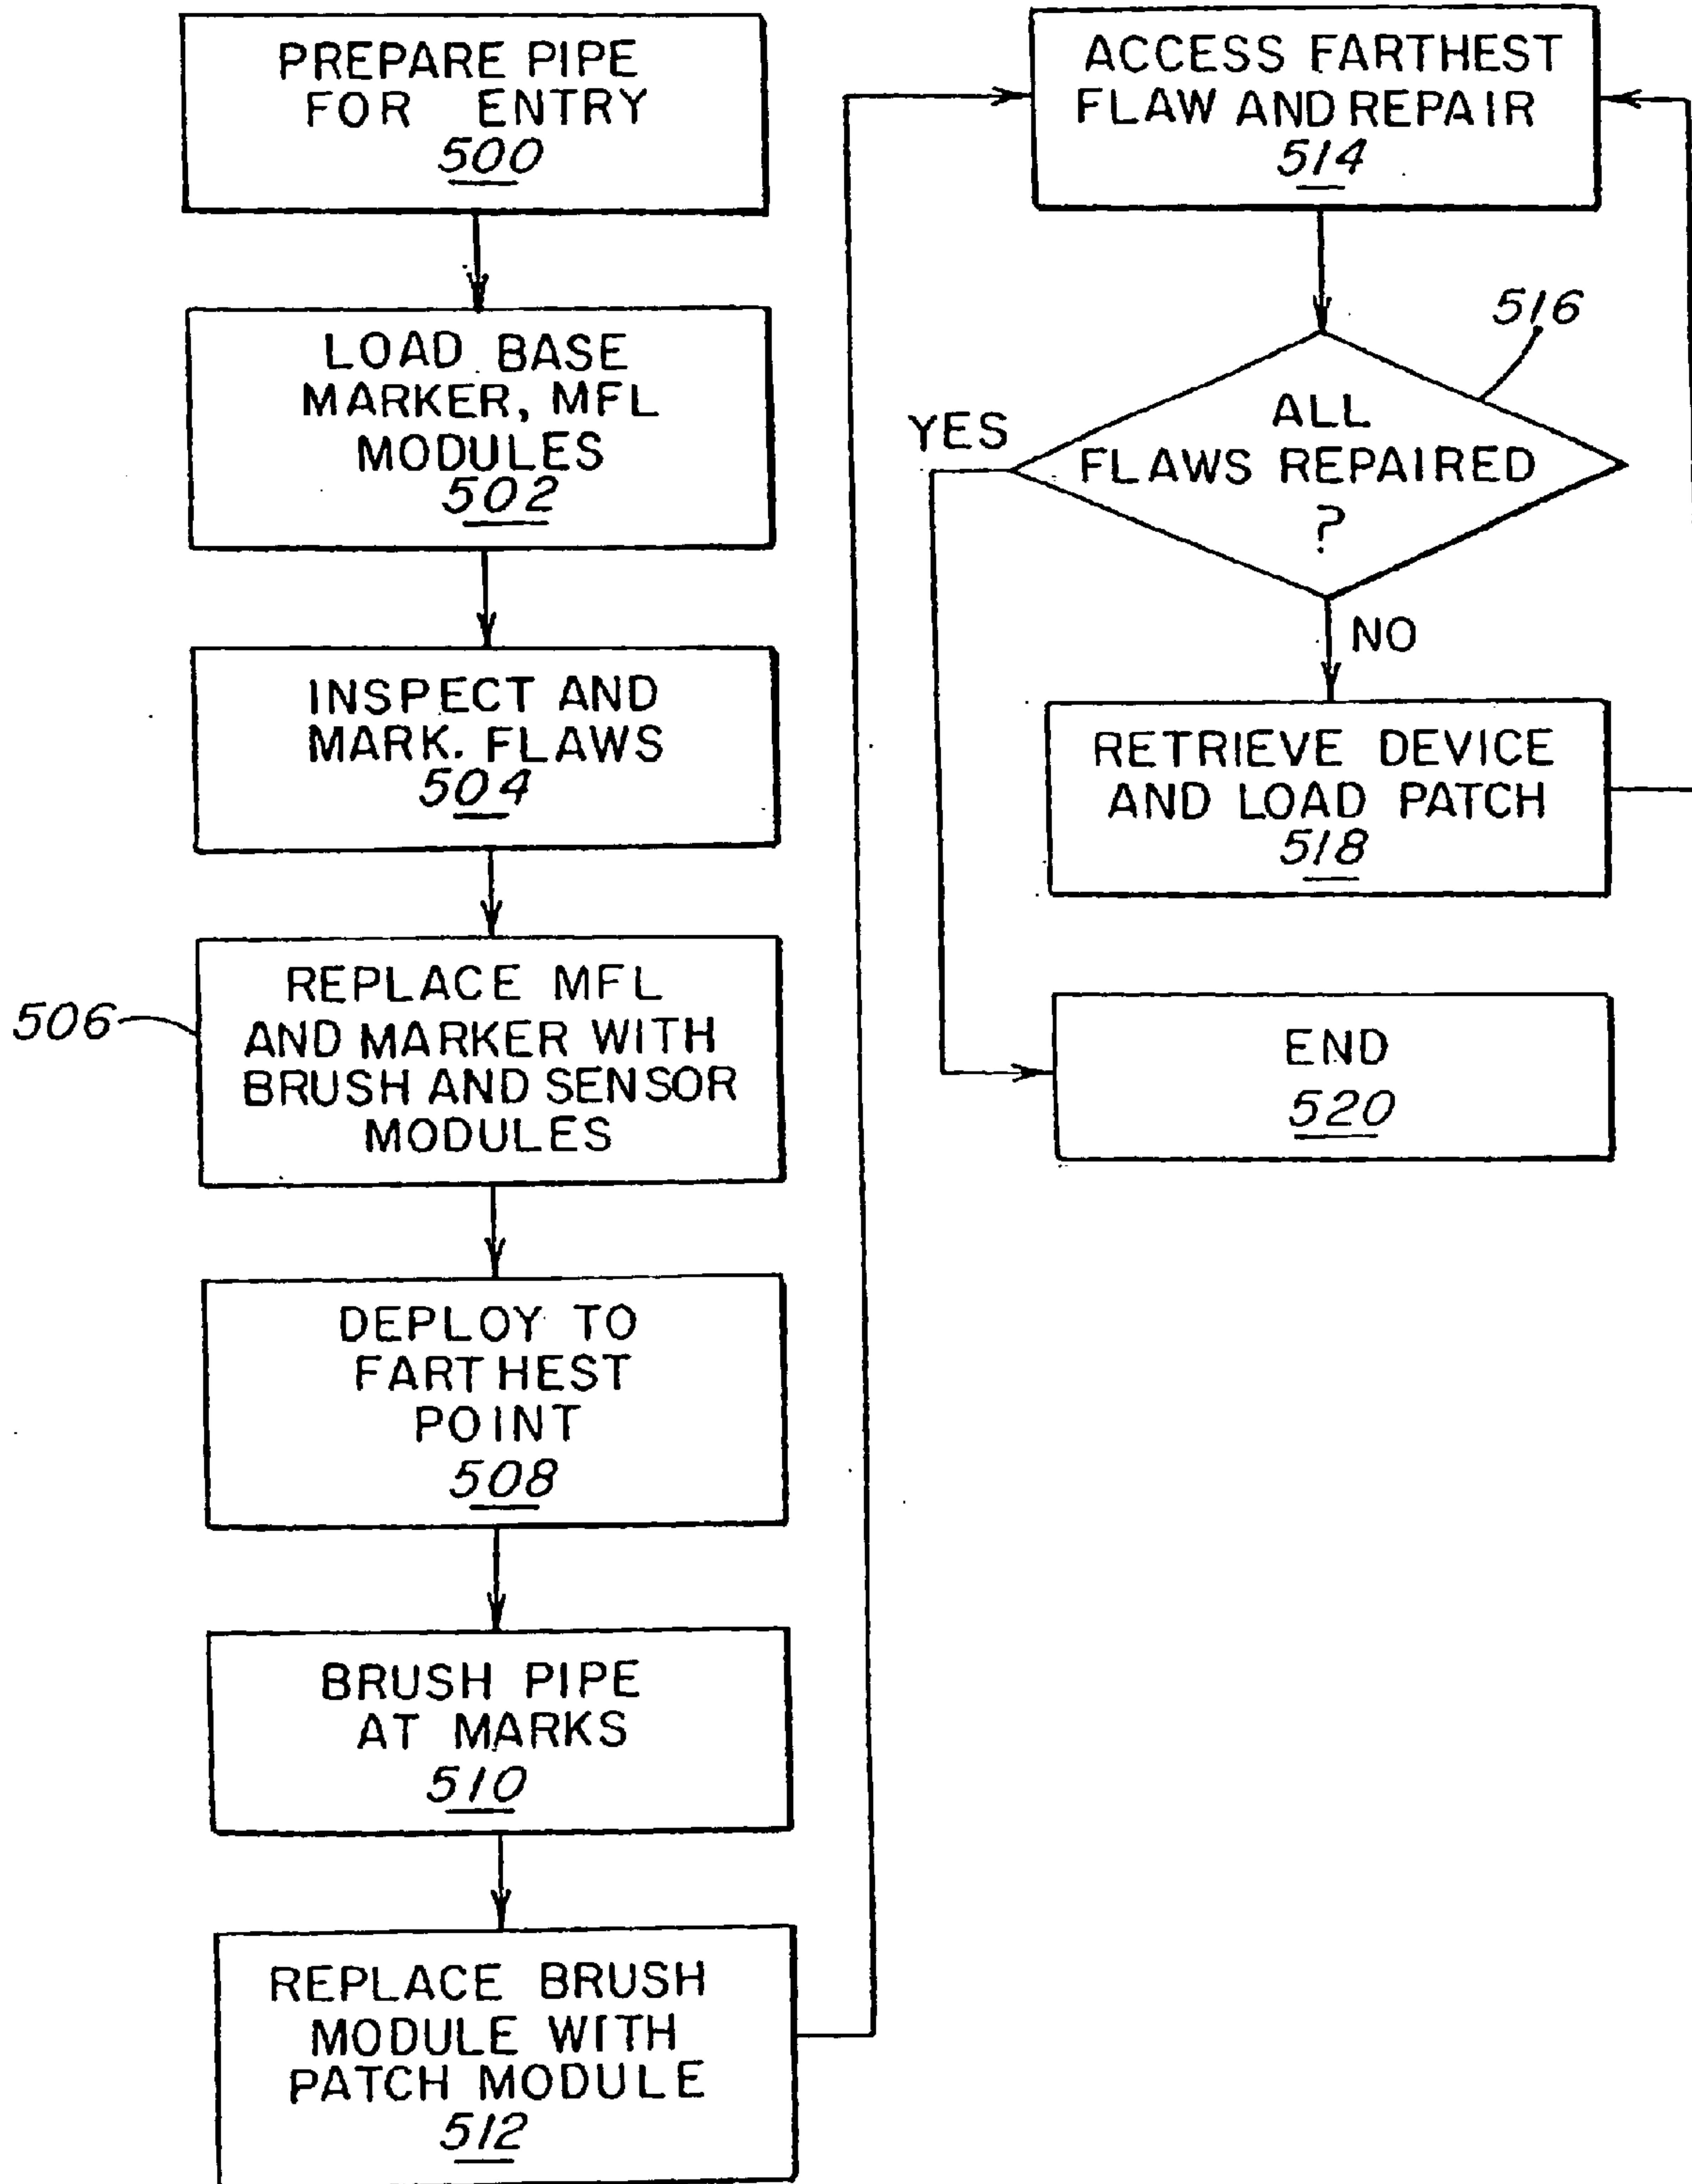 PREPARE PIPE
FOR ENTRY
500
LOAD BASE
MARKER, MFL
MODULES
502
INSPECT AND
MARK. FLAWS
504
506
REPLACE MFL
AND MARKER WITH
BRUSH AND SENSOR
MODULES
DEPLOY TO
FARTHEST
POINT
508
BRUSH PIPE
AT MARKS
510
REPLACE BRUSH
MODULE WITH
PATCH MODULE
512
ACCESS FARTHEST
FLAW AND REPAIR
514
516
YES
ALL
FLAWS REPAIRED
?
NO
RETRIEVE DEVICE
AND LOAD PATCH
518
END
520